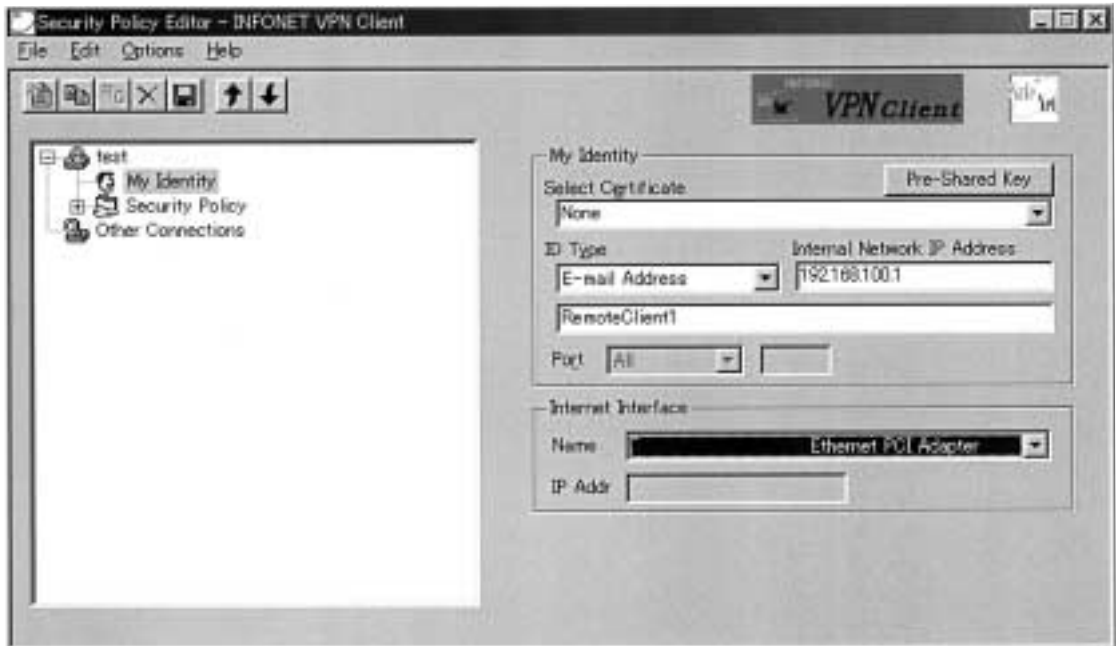 Security Policy Editor - INFONET VPN Client
File Edit Options Help
VPN Client
test
My Identity
Security Policy
Other Connections
My Identity
Select Certificate
Pre-Shared Key
None
ID Type
Internal Network IP Address
E-mail Address
192.168.100.1
RemoteClient1
Port
All
Internet Interface
Name
Ethernet PCI Adapter
IP Addr